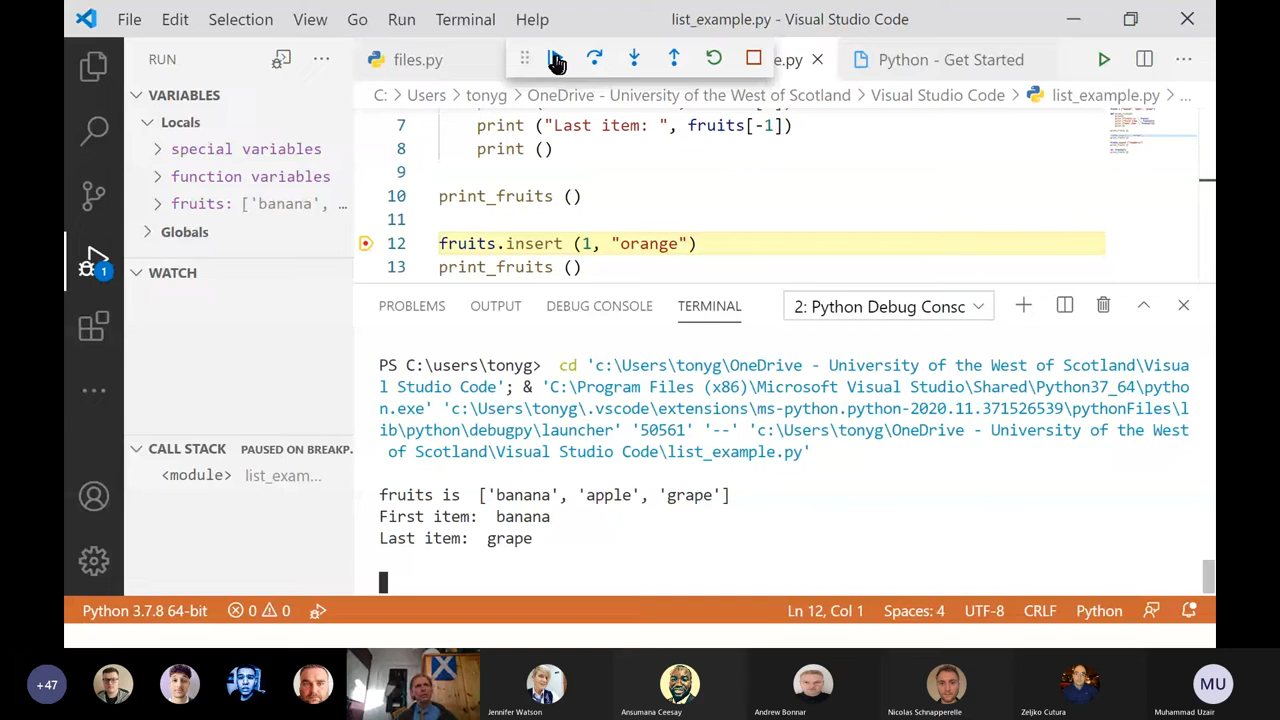 File Edit Selection View Go Run Terminal Help list_example.py - Visual Studio Code
RUN
files.py
e.py
Python - Get Started
VARIABLES
Locals
special variables
function variables
fruits: ['banana', …
Globals
WATCH
CALL STACK PAUSED ON BREAKP.
<module> list_exam...
1
C: > Users > tonyg > OneDrive - University of the West of Scotland > Visual Studio Code > list_example.py > ...
7 print ("Last item: ", fruits[-1])
8 print ()
9
10 print_fruits ()
11
12 fruits.insert (1, "orange")
13 print_fruits ()
PROBLEMS OUTPUT DEBUG CONSOLE TERMINAL 2: Python Debug Consc
PS C:\users\tonyg> cd 'c:\Users\tonyg\OneDrive - University of the West of Scotland\Visua
l Studio Code'; & 'C:\Program Files (x86)\Microsoft Visual Studio\Shared\Python37_64\pytho
n.exe' 'c:\Users\tonyg\.vscode\extensions\ms-python.python-2020.11.371526539\pythonFiles\l
ib\python\debugpy\launcher' '50561' '--' 'c:\Users\tonyg\OneDrive - University of the West
of Scotland\Visual Studio Code\list_example.py'
fruits is ['banana', 'apple', 'grape']
First item: banana
Last item: grape
Python 3.7.8 64-bit 0 0 Ln 12, Col 1 Spaces: 4 UTF-8 CRLF Python
+47
Jennifer Watson
Ansumana Ceesay
Andrew Bonnar
Nicolas Schnapperelle
Zeljko Cutura
MU
Muhammad Uzair